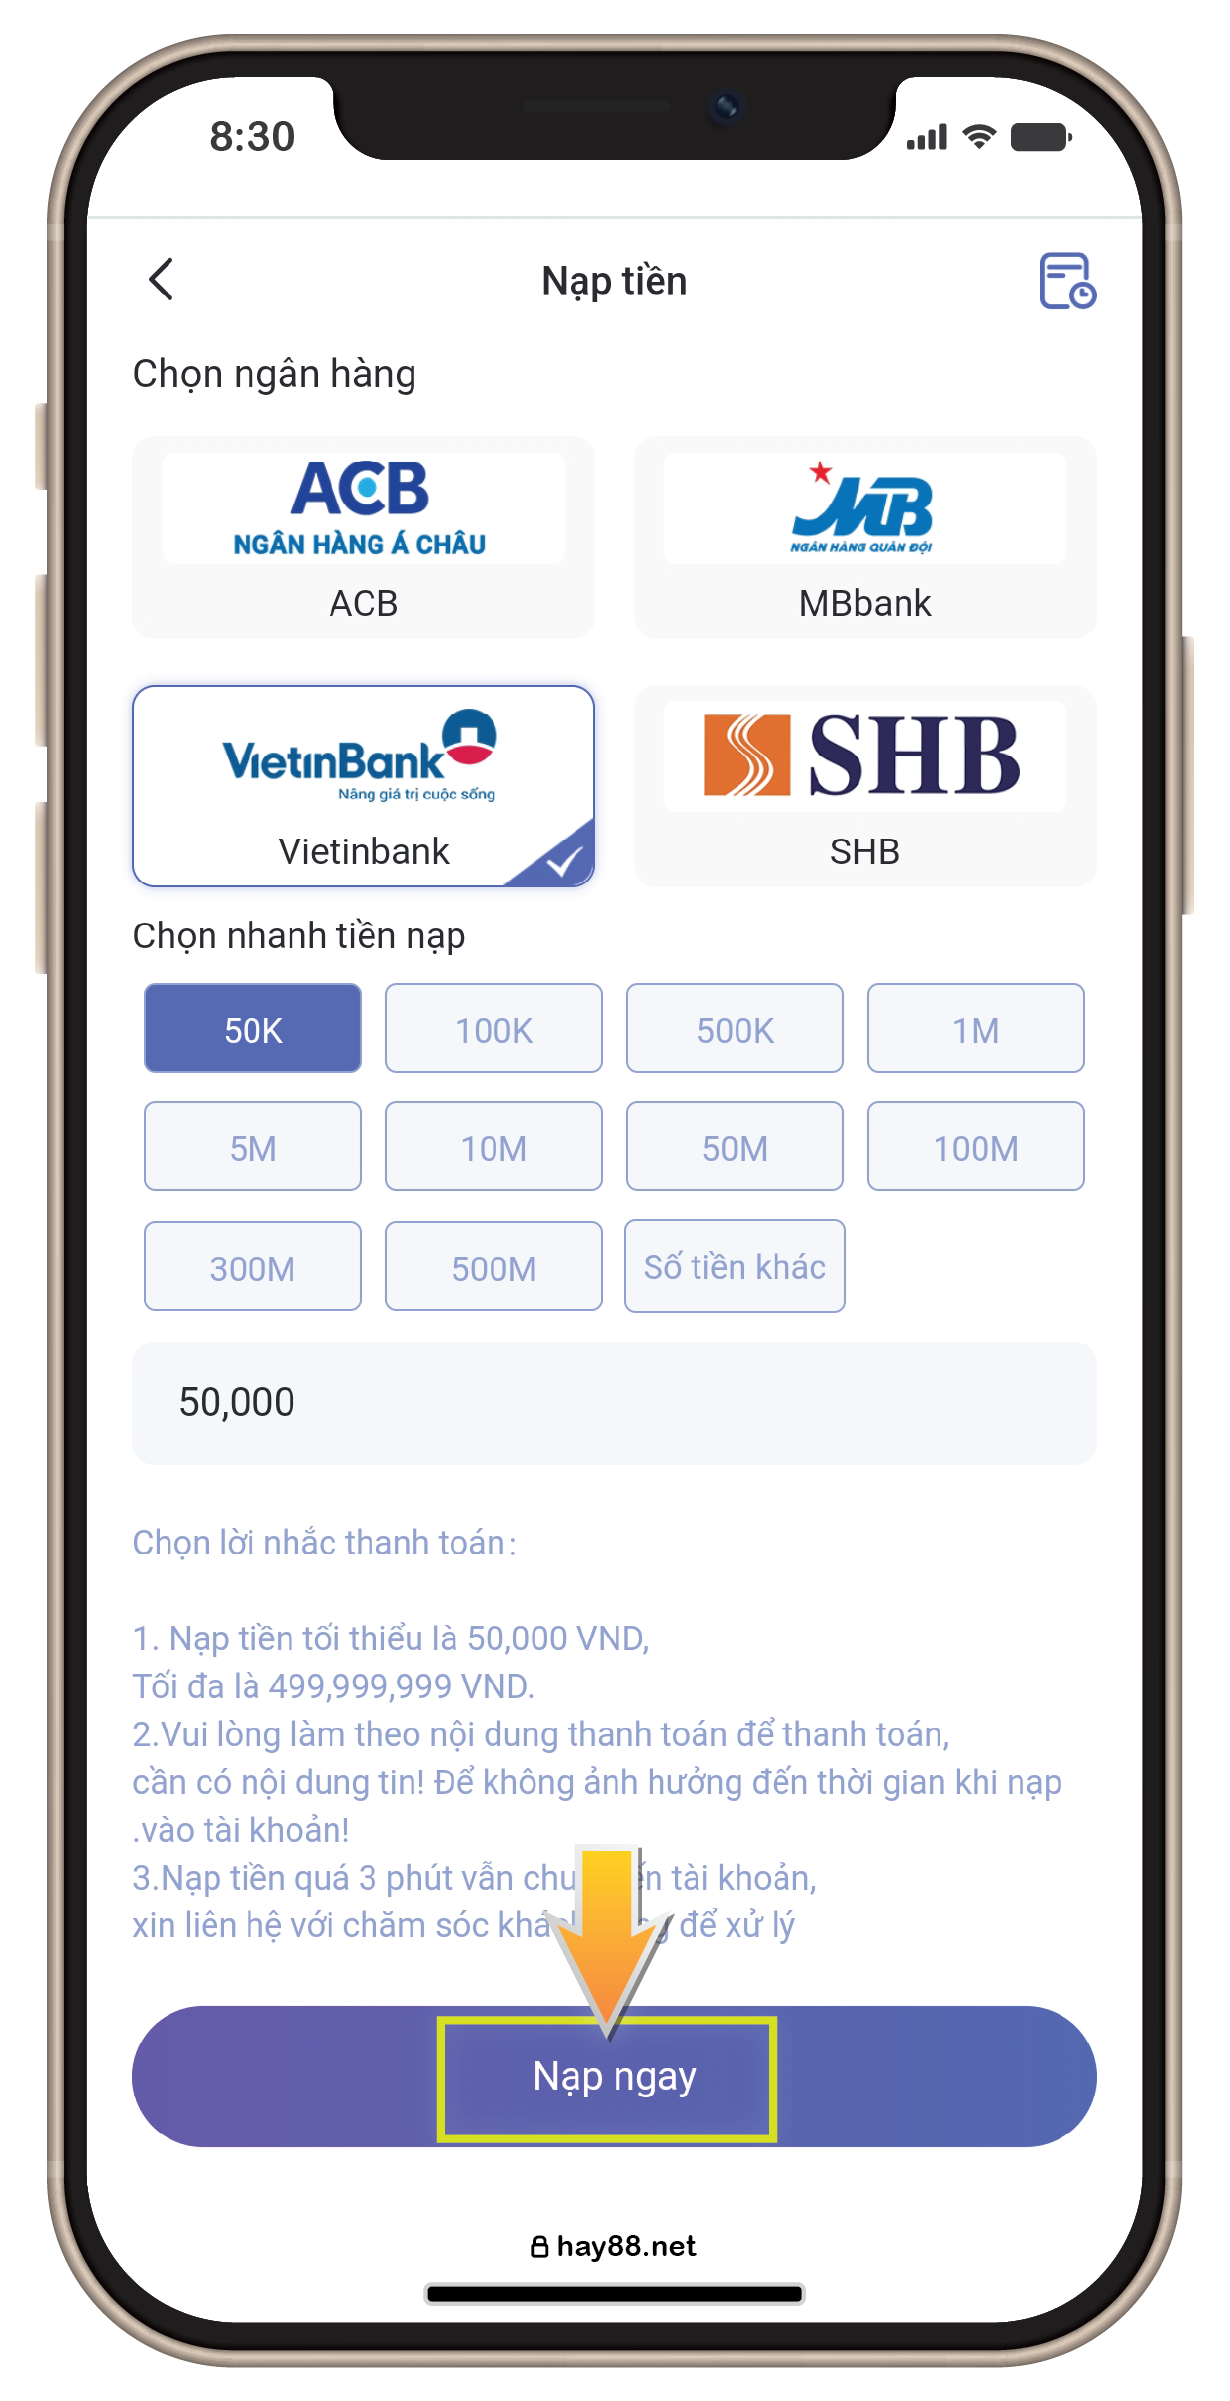 8:30
Nạp tiền
Chọn ngân hàng
ACB
NGÂN HÀNG Á CHÂU
ACB
MB
NGÂN HÀNG QUÂN ĐỘI
MBbank
VietinBank
Nâng giá trị cuộc sống
Vietinbank
SHB
SHB
Chọn nhanh tiền nạp
50K 100K 500K 1M
5M 10M 50M 100M
300M 500M Số tiền khác
50,000
Chọn lời nhắc thanh toán:
1. Nạp tiền tối thiểu là 50,000 VND,
Tối đa là 499,999,999 VND.
2.Vui lòng làm theo nội dung thanh toán để thanh toán,
cần có nội dung tin! Để không ảnh hưởng đến thời gian khi nạp
.vào tài khoản!
3.Nạp tiền quá 3 phút vẫn tài khoản,
xin liên hệ với chăm sóc để xử lý
Nạp ngay
hay88.net